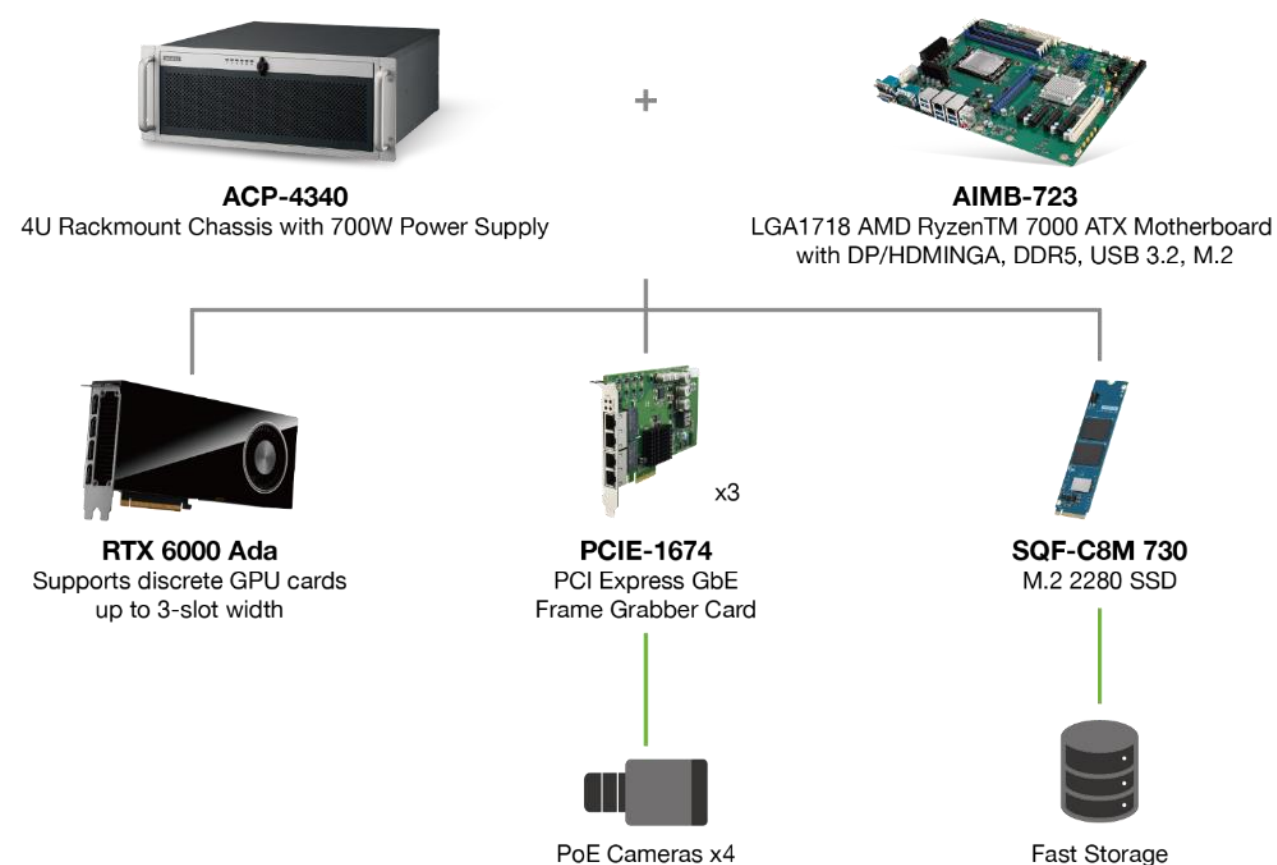 ACP-4340
4U Rackmount Chassis with 700W Power Supply
+
AIMB-723
LGA1718 AMD RyzenTM 7000 ATX Motherboard
with DP/HDMINGA, DDR5, USB 3.2, M.2
RTX 6000 Ada
Supports discrete GPU cards
up to 3-slot width
x3
PCIE-1674
PCI Express GbE
Frame Grabber Card
SQF-C8M 730
M.2 2280 SSD
PoE Cameras x4
Fast Storage